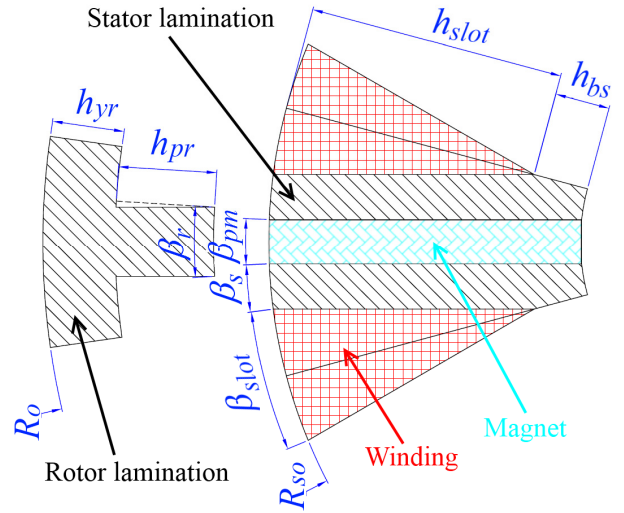 Stator lamination
h_slot
h_bs
h_yr
h_pr
β_r
β_pm
β_s
β_slot
R_o
R_so
Magnet
Winding
Rotor lamination